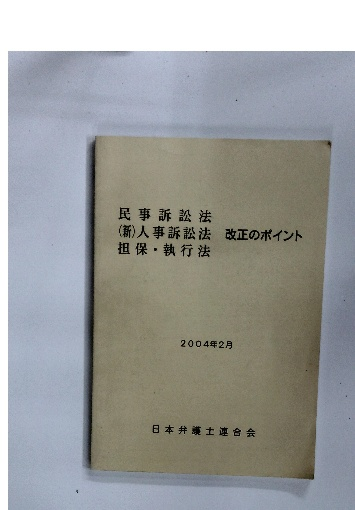 民事訴訟法
(新)人事訴訟法 改正のポイント
担保・執行法
2004年2月
日本弁護士連合会